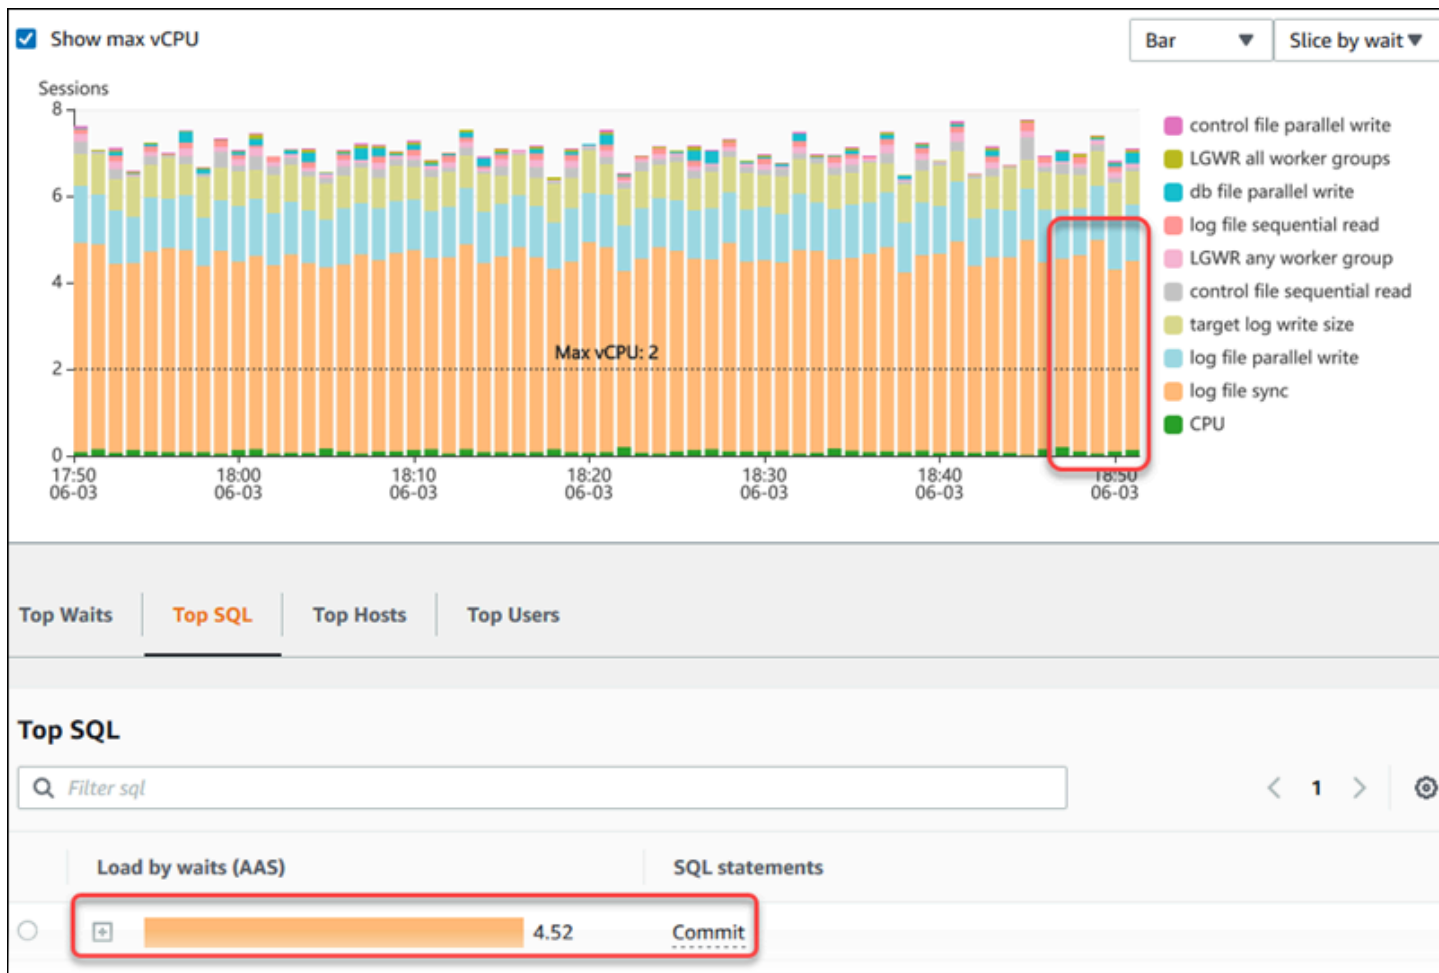 Show max vCPU
Bar
Slice by wait
Sessions
8
6
4
2
0
Max vCPU: 2
17:50
06-03
18:00
06-03
18:10
06-03
18:20
06-03
18:30
06-03
18:40
06-03
18:50
06-03
control file parallel write
LGWR all worker groups
db file parallel write
log file sequential read
LGWR any worker group
control file sequential read
target log write size
log file parallel write
log file sync
CPU
Top Waits
Top SQL
Top Hosts
Top Users
Top SQL
Filter sql
1
Load by waits (AAS)
SQL statements
4.52
Commit